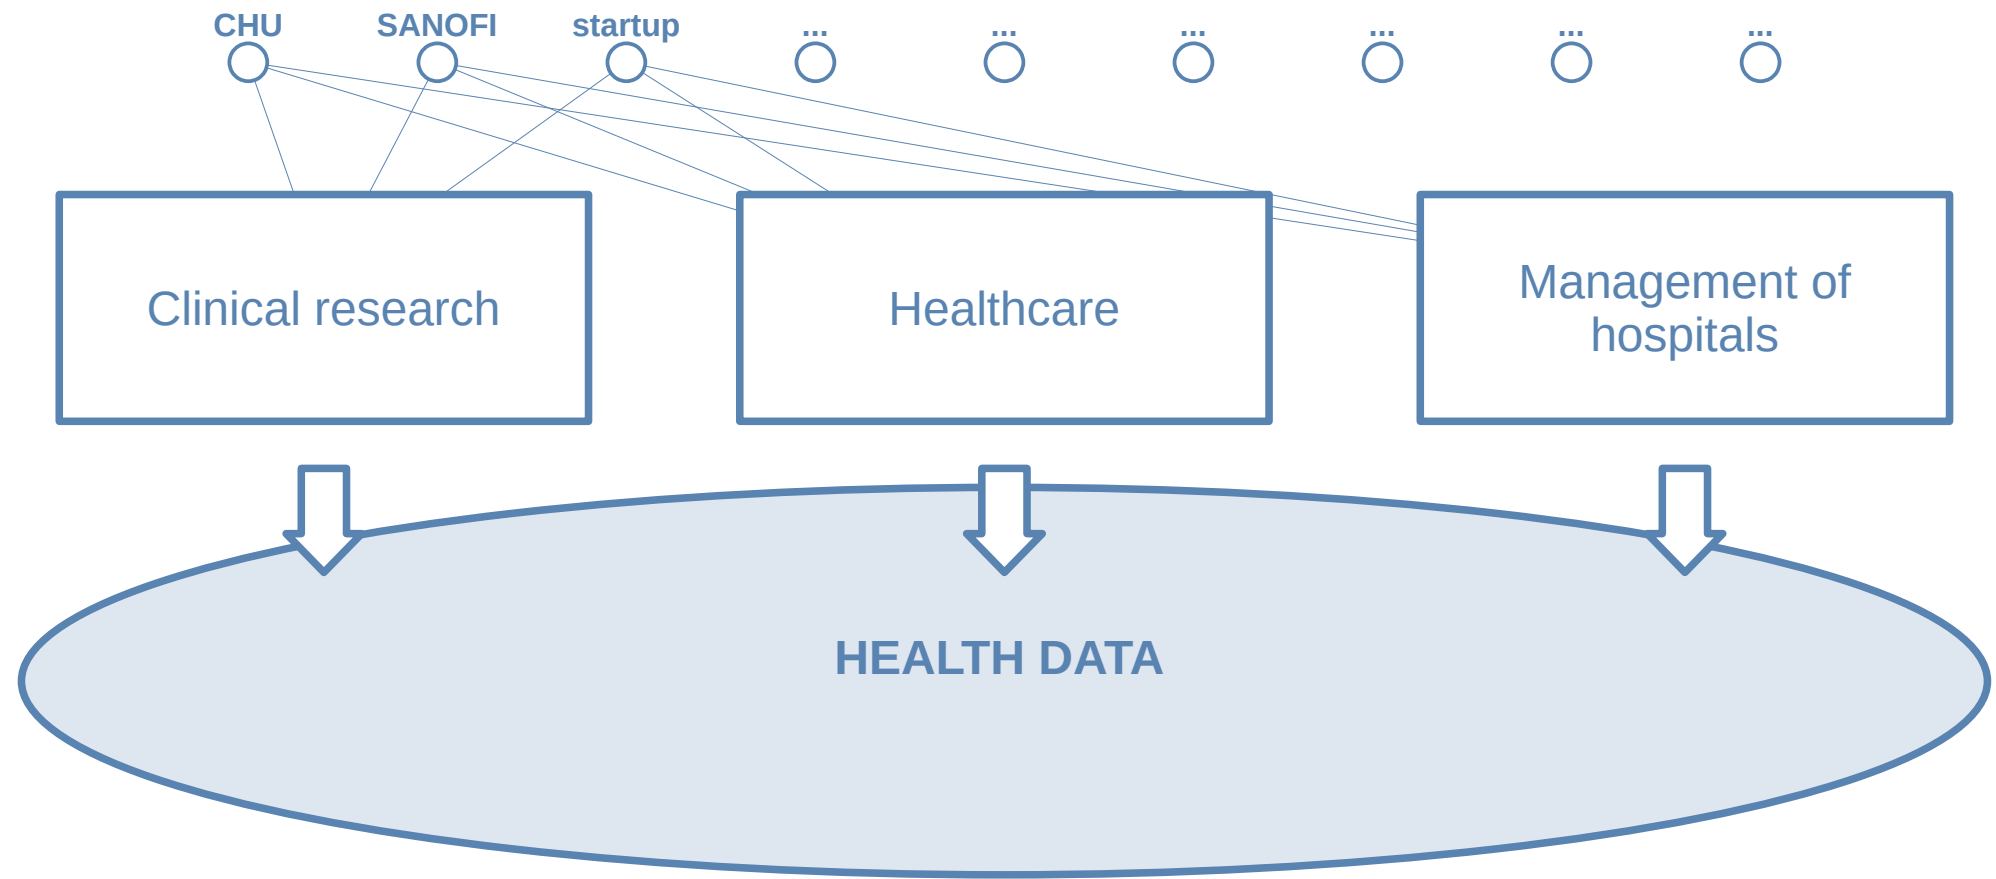 CHU SANOFI startup ... ... ... ... ... ...
Clinical research
Healthcare
Management of
hospitals
HEALTH DATA